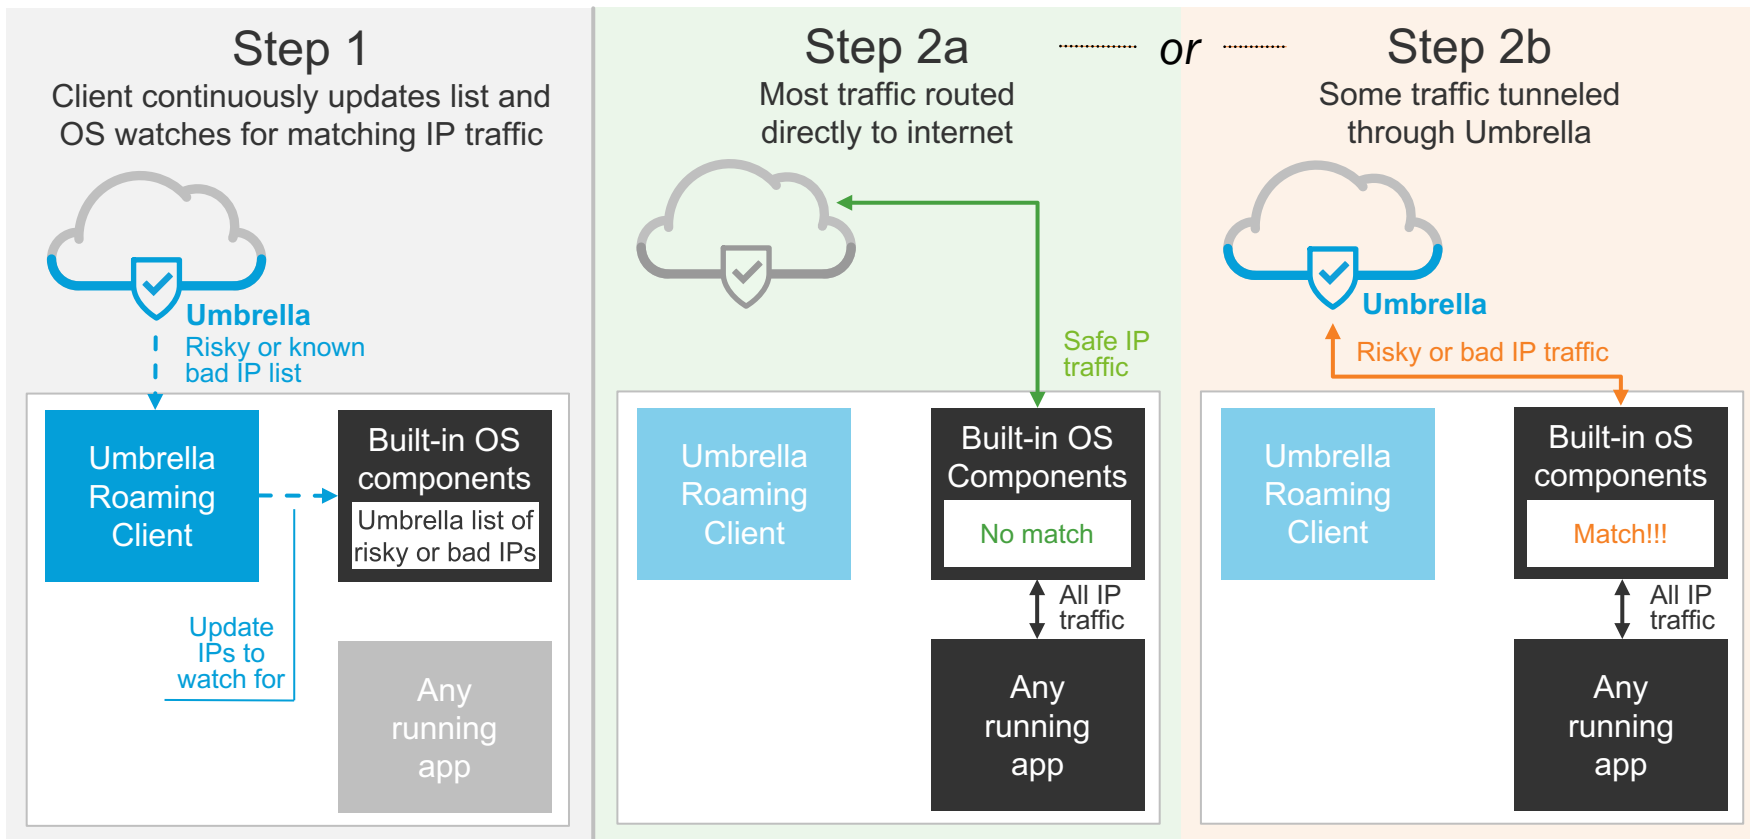 Step 1
Client continuously updates list and
OS watches for matching IP traffic
Umbrella
Risky or known
bad IP list
Umbrella
Roaming
Client
Built-in OS
components
Umbrella list of
risky or bad IPs
Update
IPs to
watch for
Any
running
app
Step 2a
Most traffic routed
directly to internet
Safe IP
traffic
Umbrella
Roaming
Client
Built-in OS
Components
No match
All IP
traffic
Any
running
app
or
Step 2b
Some traffic tunneled
through Umbrella
Umbrella
Risky or bad IP traffic
Umbrella
Roaming
Client
Built-in oS
components
Match!!!
All IP
traffic
Any
running
app